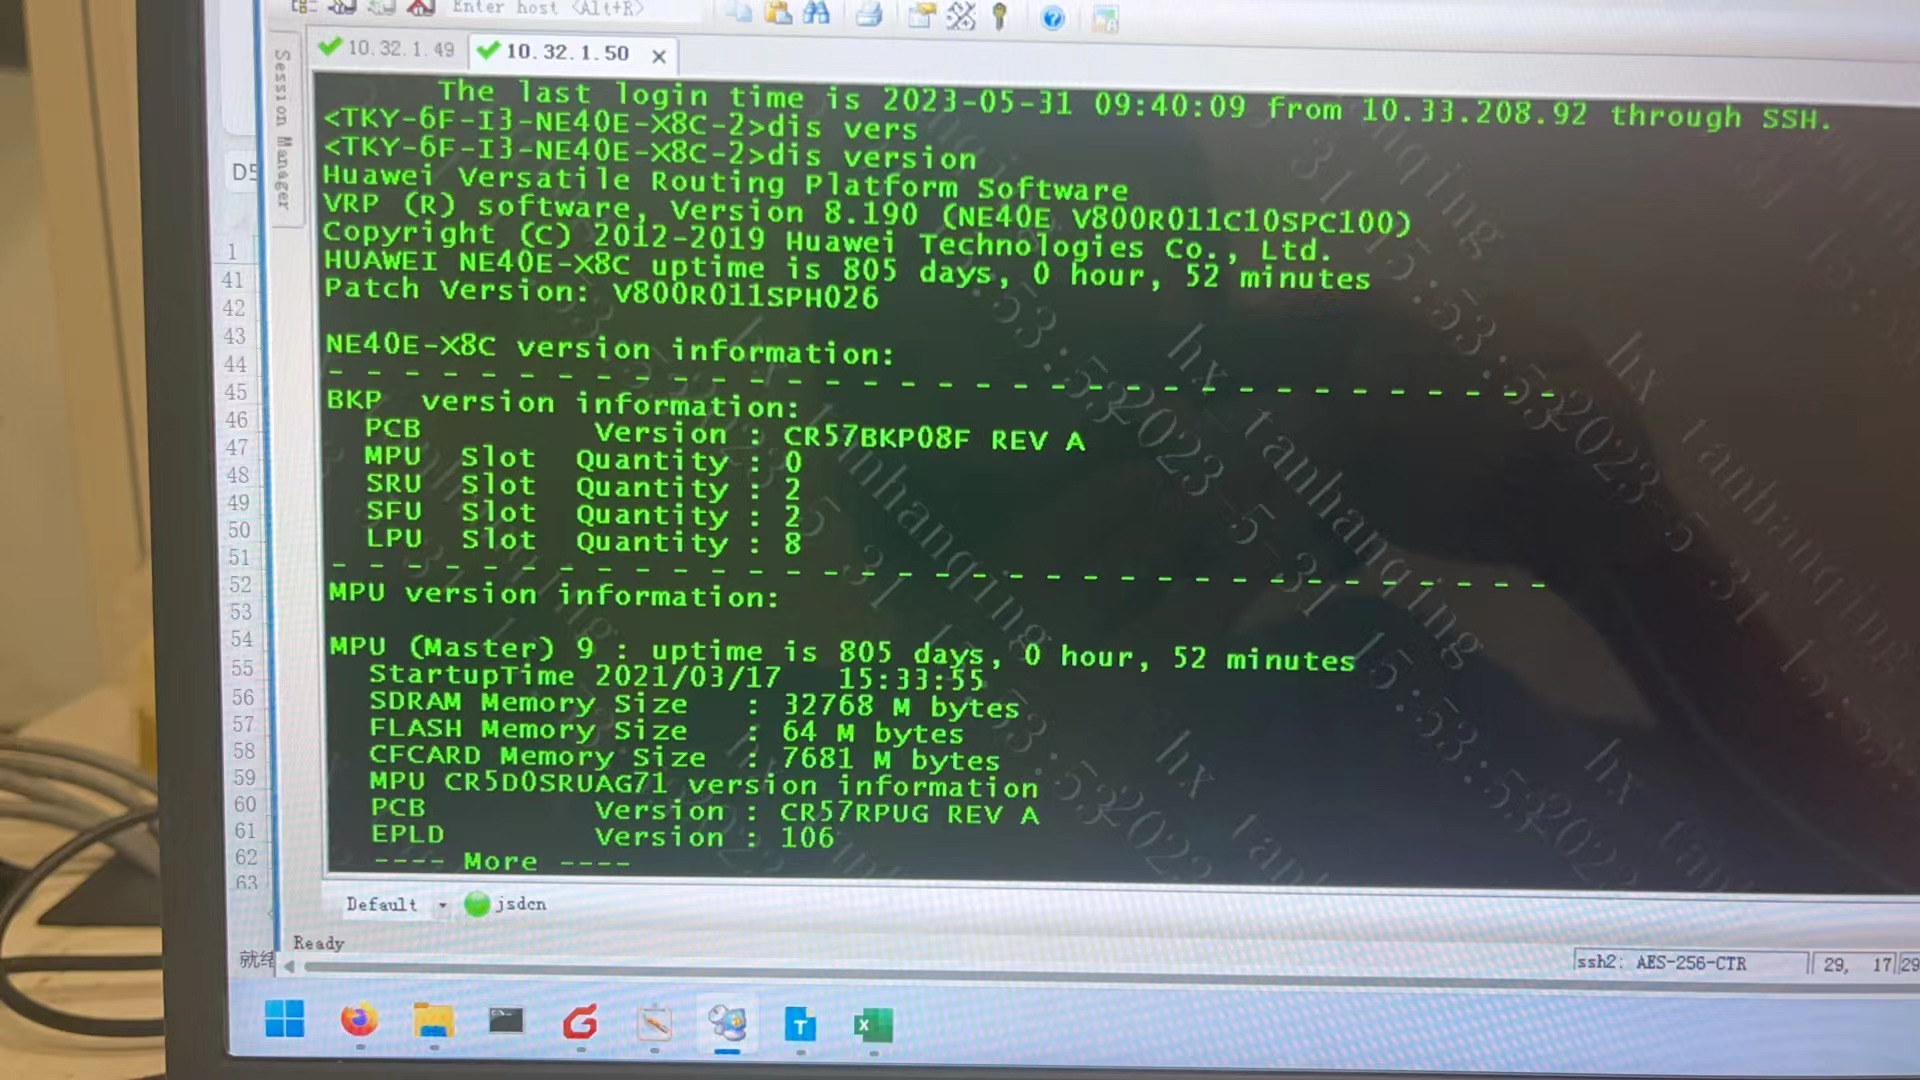 Enter host <Alt+R>
Session Manager
10.32.1.49
10.32.1.50
The last login time is 2023-05-31 09:40:09 from 10.33.208.92 through SSH.
<TKY-6F-I3-NE40E-X8C-2>dis vers
<TKY-6F-I3-NE40E-X8C-2>dis version
Huawei Versatile Routing Platform Software
VRP (R) software, Version 8.190 (NE40E V800R011C10SPC100)
Copyright (C) 2012-2019 Huawei Technologies Co., Ltd.
HUAWEI NE40E-X8C uptime is 805 days, 0 hour, 52 minutes
Patch Version: V800R011SPH026
NE40E-X8C version information:
- - - - - - - - - - - - - - - - - - - - - - - - - - - - - - - - -
BKP version information:
PCB Version : CR57BKP08F REV A
MPU Slot Quantity : 0
SRU Slot Quantity : 2
SFU Slot Quantity : 2
LPU Slot Quantity : 8
- - - - - - - - - - - - - - - - - - - - - - - - - - - - - - - - -
MPU version information:
MPU (Master) 9 : uptime is 805 days, 0 hour, 52 minutes
StartupTime 2021/03/17 15:33:55
SDRAM Memory Size : 32768 M bytes
FLASH Memory Size : 64 M bytes
CFCARD Memory Size : 7681 M bytes
MPU CR5D0SRUAG71 version information
PCB Version : CR57RPUG REV A
EPLD Version : 106
---- More ----
1
41
42
43
44
45
46
47
48
49
50
51
52
53
54
55
56
57
58
59
60
61
62
63
hx_tanhanqing
2023-5-31 15:53:53
Default
jsdcn
Ready
就绪
ssh2: AES-256-CTR
29, 17
29